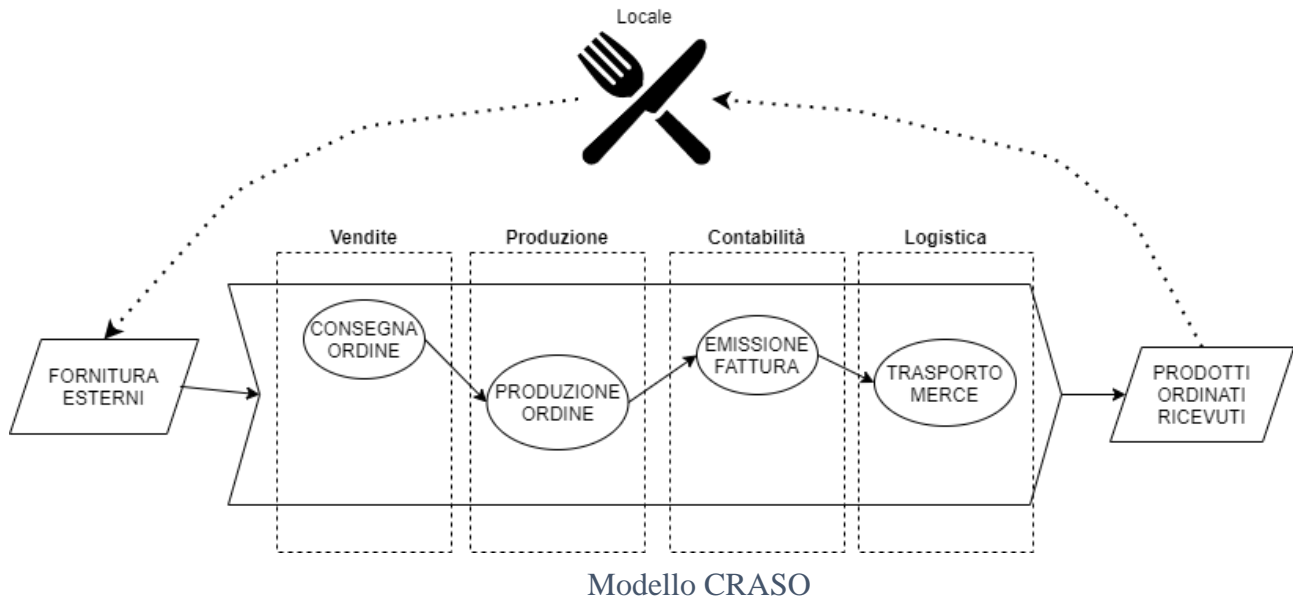 Locale
Vendite
Produzione
Contabilità
Logistica
CONSEGNA
ORDINE
PRODUZIONE
ORDINE
EMISSIONE
FATTURA
TRASPORTO
MERCE
FORNITURA
ESTERNI
PRODOTTI
ORDINATI
RICEVUTI
Modello CRASO